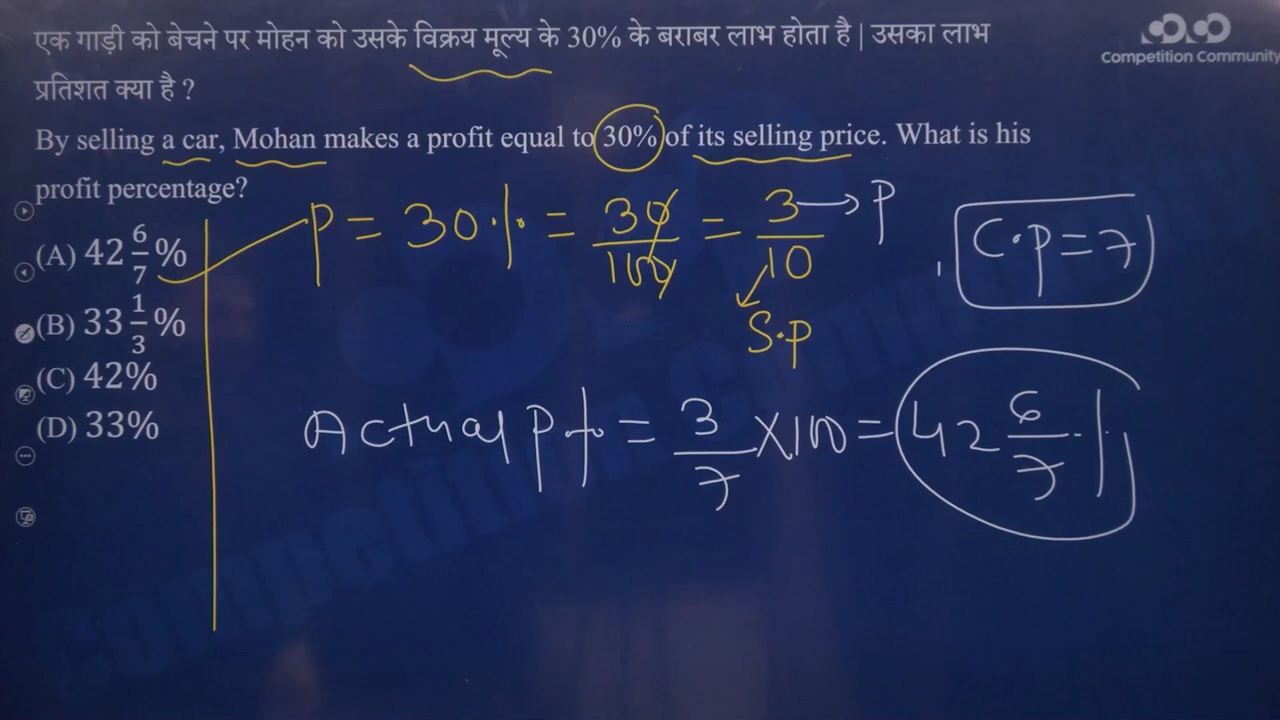 एक गाड़ी को बेचने पर मोहन को उसके विक्रय मूल्य के 30% के बराबर लाभ होता है | उसका लाभ
प्रतिशत क्या है ?
Competition Community
By selling a car, Mohan makes a profit equal to 30% of its selling price. What is his
profit percentage?
(A) 42 6/7%
(B) 33 1/3%
(C) 42%
(D) 33%
P = 30% = 30/100 = 3/10 → P
S.P
C.P = 7
Actual P% = 3/7 × 100 = 42 6/7%
Competition Community